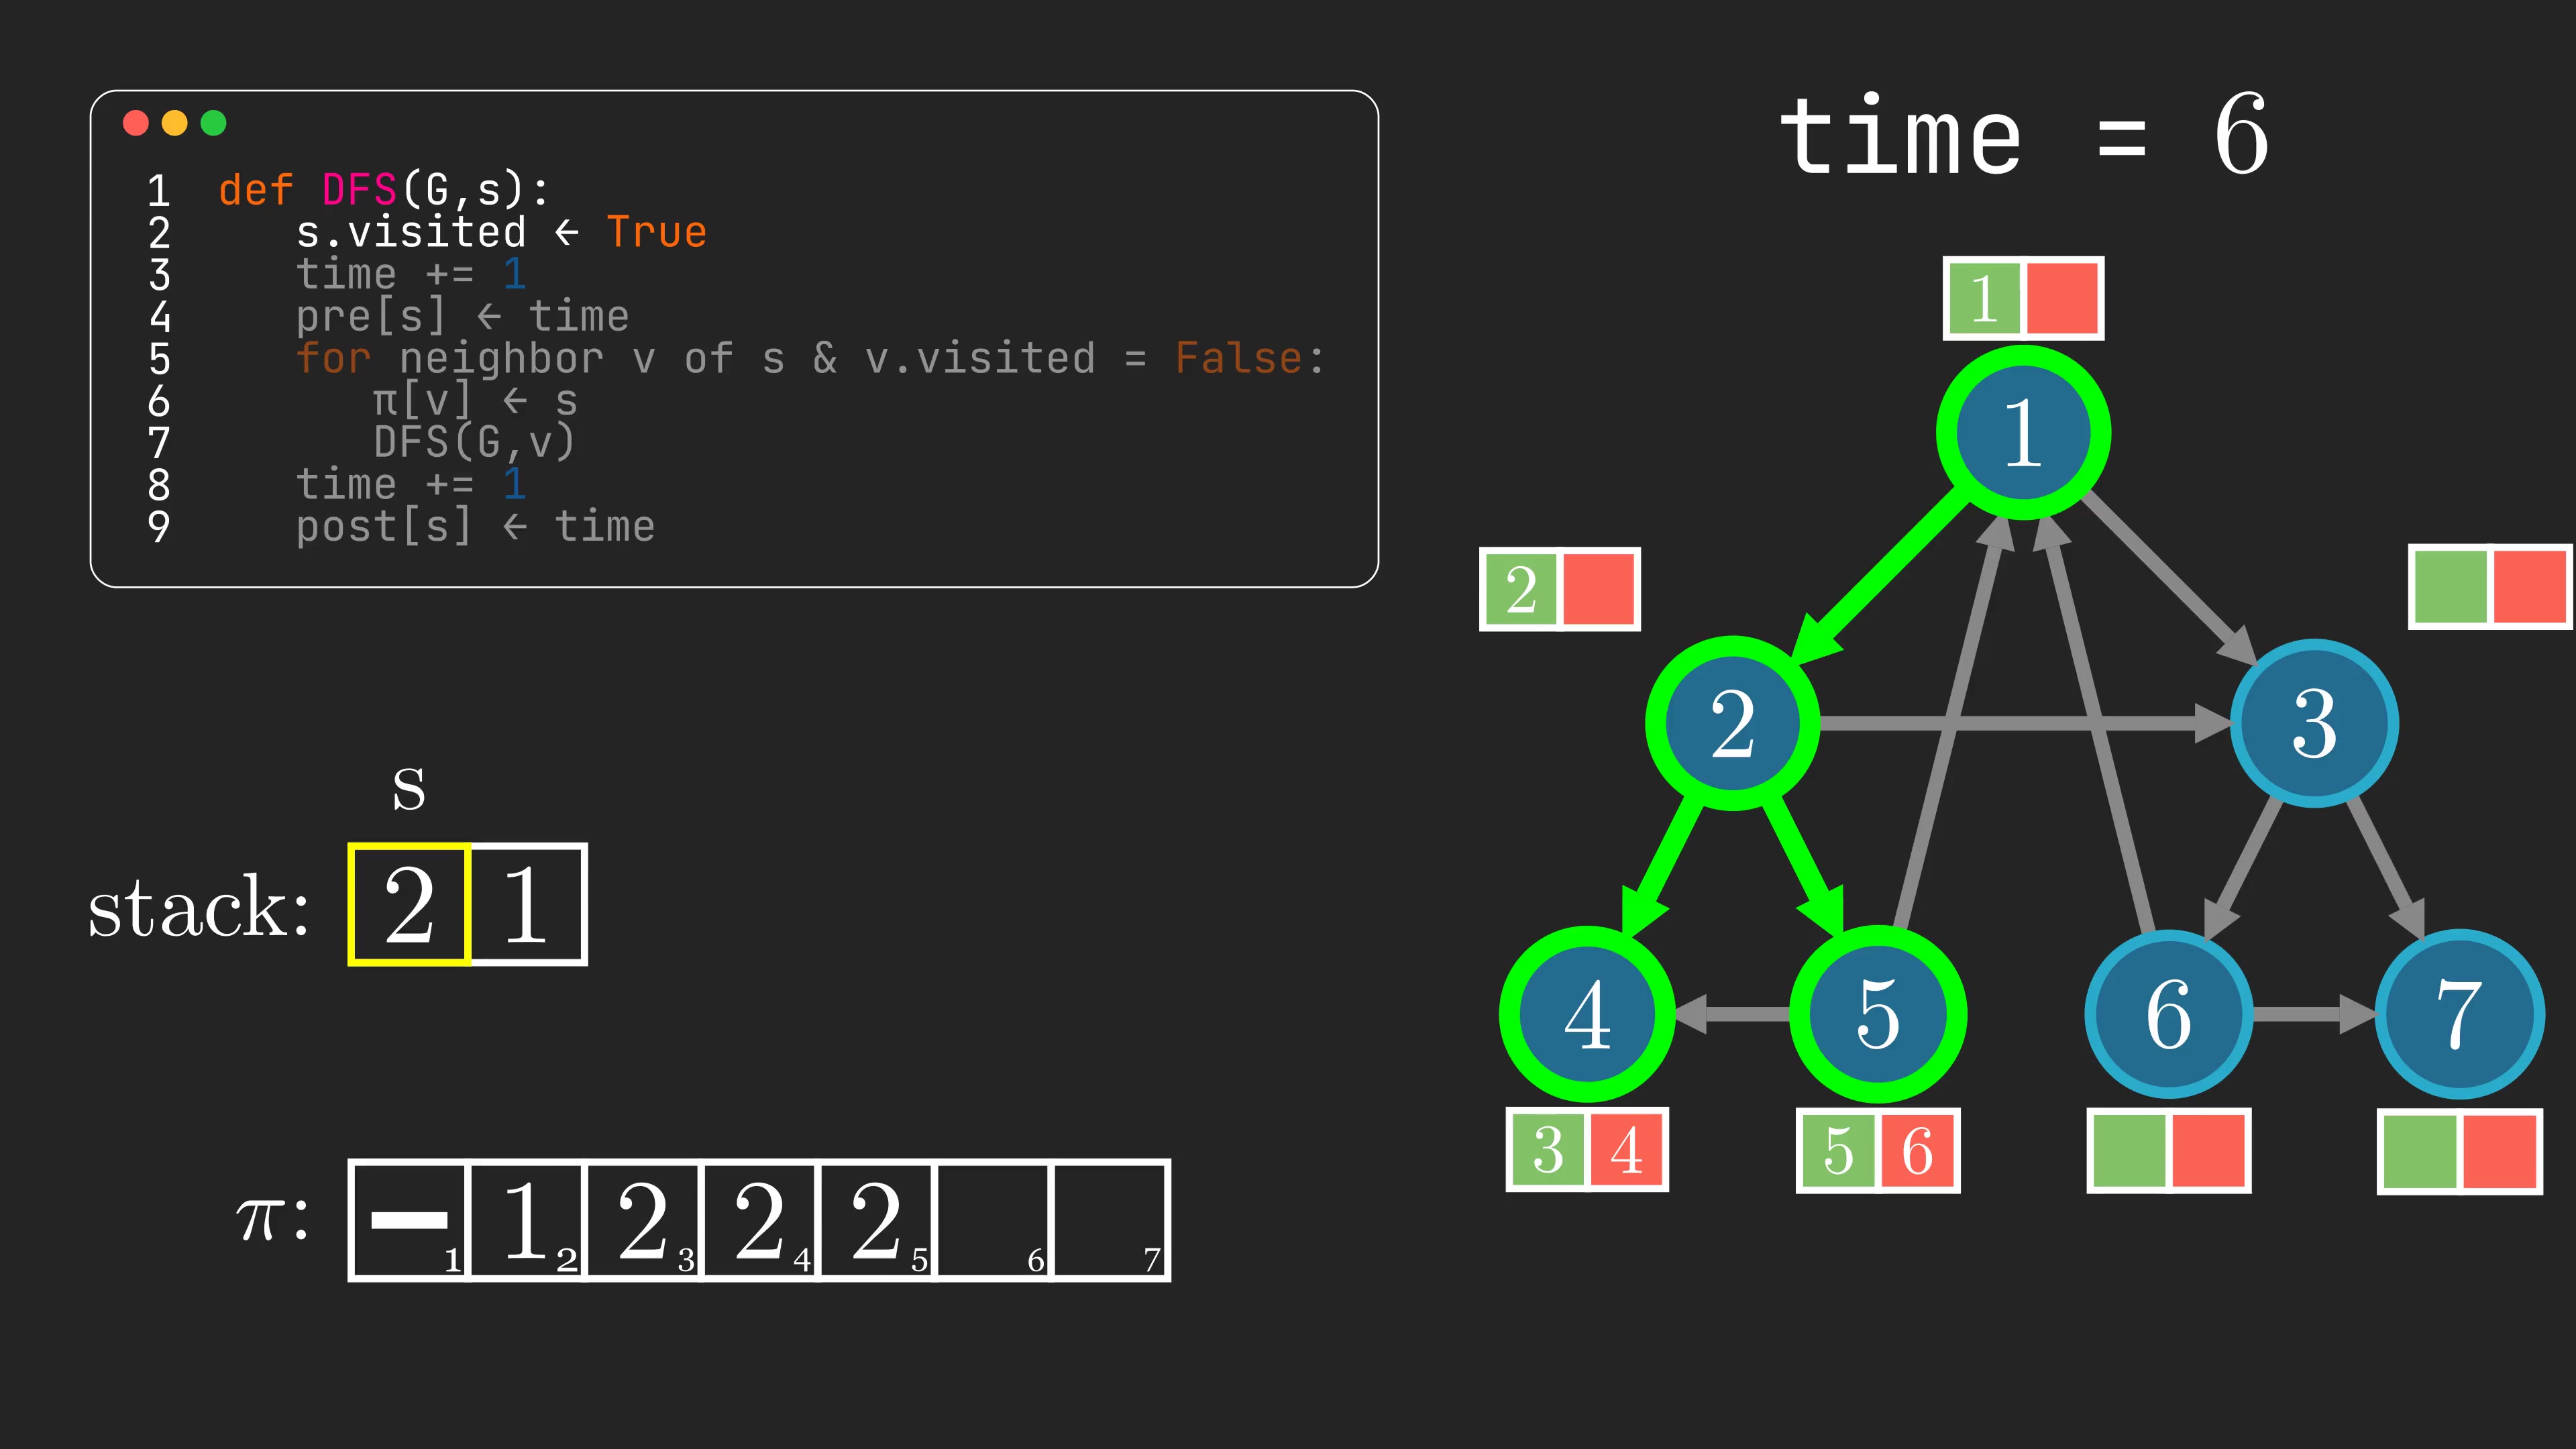 1 def DFS(G,s):
2 s.visited ← True
3 time += 1
4 pre[s] ← time
5 for neighbor v of s & v.visited = False:
6 π[v] ← s
7 DFS(G,v)
8 time += 1
9 post[s] ← time
time = 6
1
1
2
2
3
4
5
6
7
3 4
5 6
s
stack: 2 1
π: – 1 2 2 2
1 2 3 4 5 6 7